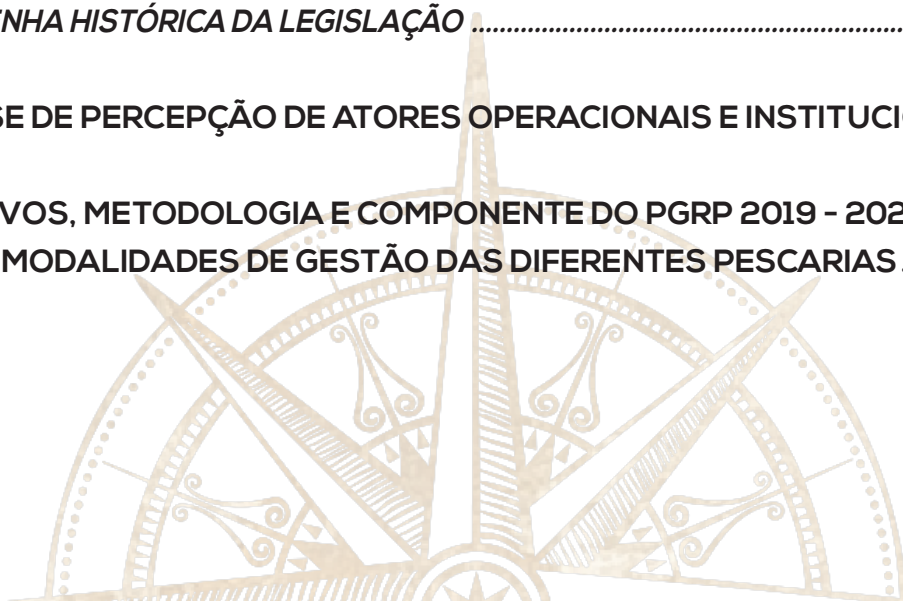 ENHA HISTÓRICA DA LEGISLAÇÃO ..............................................................
SE DE PERCEPÇÃO DE ATORES OPERACIONAIS E INSTITUCI
VOS, METODOLOGIA E COMPONENTE DO PGRP 2019 - 202
MODALIDADES DE GESTÃO DAS DIFERENTES PESCARIAS .